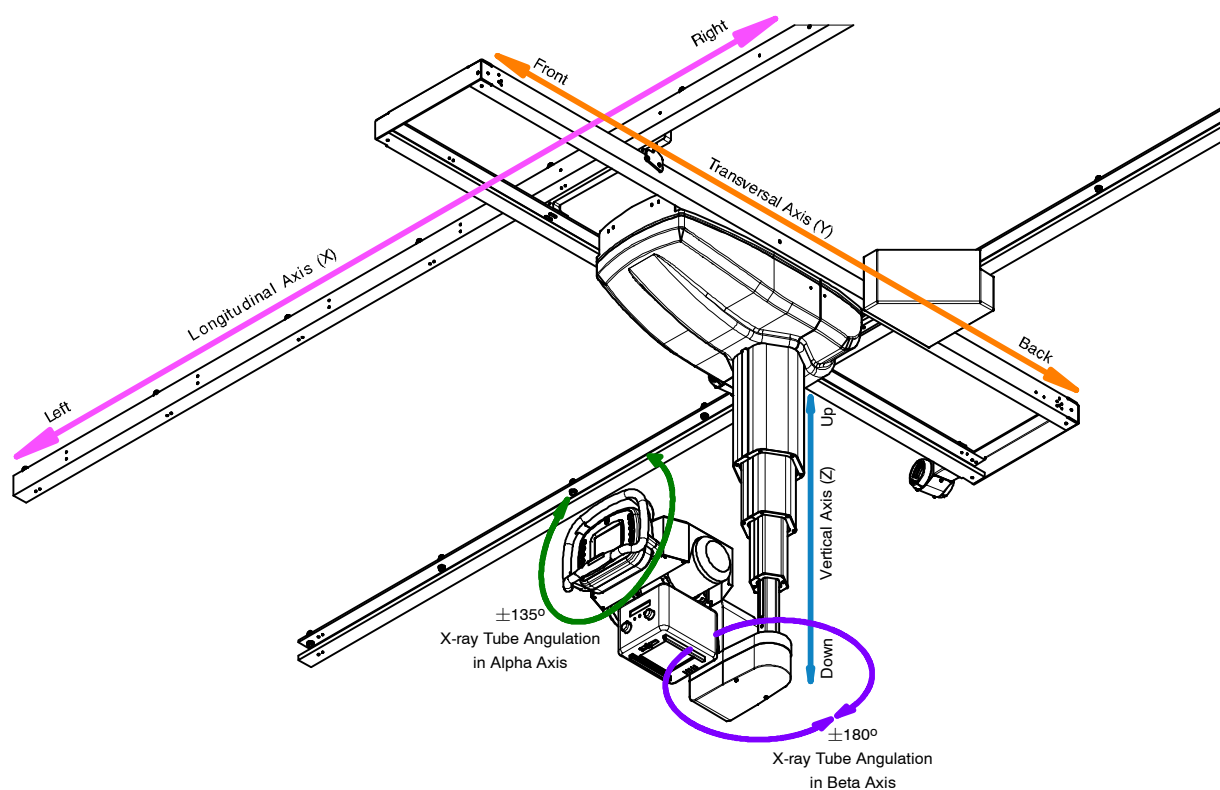 Right
Front
Transversal Axis (Y)
Longitudinal Axis (X)
Back
Left
Up
Vertical Axis (Z)
±135º
X-ray Tube Angulation
in Alpha Axis
Down
±180º
X-ray Tube Angulation
in Beta Axis